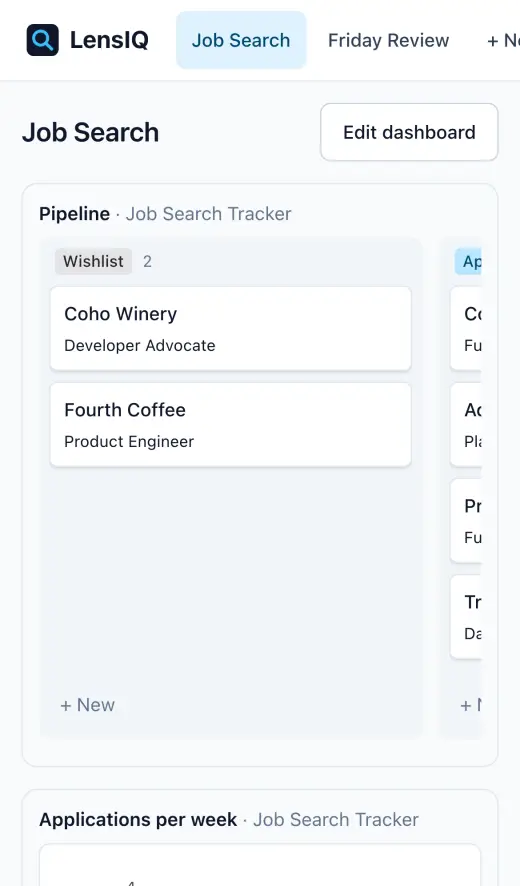 LensIQ Job Search Friday Review +
Job Search Edit dashboard
Pipeline · Job Search Tracker
Wishlist 2
Coho Winery
Developer Advocate
Fourth Coffee
Product Engineer
+ New
Applications per week · Job Search Tracker